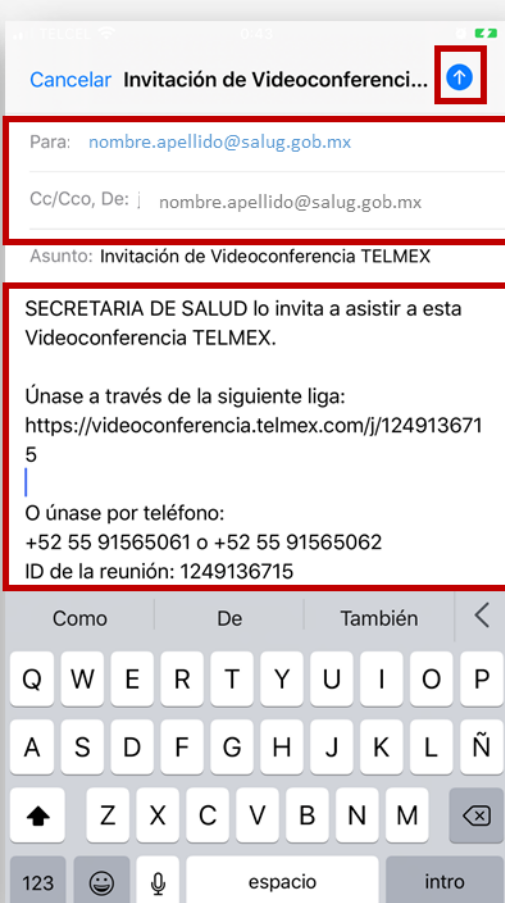 TELCEL 0:43
Cancelar Invitación de Videoconferenci...
Para: nombre.apellido@salug.gob.mx
Cc/Cco, De: nombre.apellido@salug.gob.mx
Asunto: Invitación de Videoconferencia TELMEX
SECRETARIA DE SALUD lo invita a asistir a esta
Videoconferencia TELMEX.
Únase a través de la siguiente liga:
https://videoconferencia.telmex.com/j/124913671
5
O únase por teléfono:
+52 55 91565061 o +52 55 91565062
ID de la reunión: 1249136715
Como De También
Q W E R T Y U I O P
A S D F G H J K L Ñ
Z X C V B N M
123 espacio intro